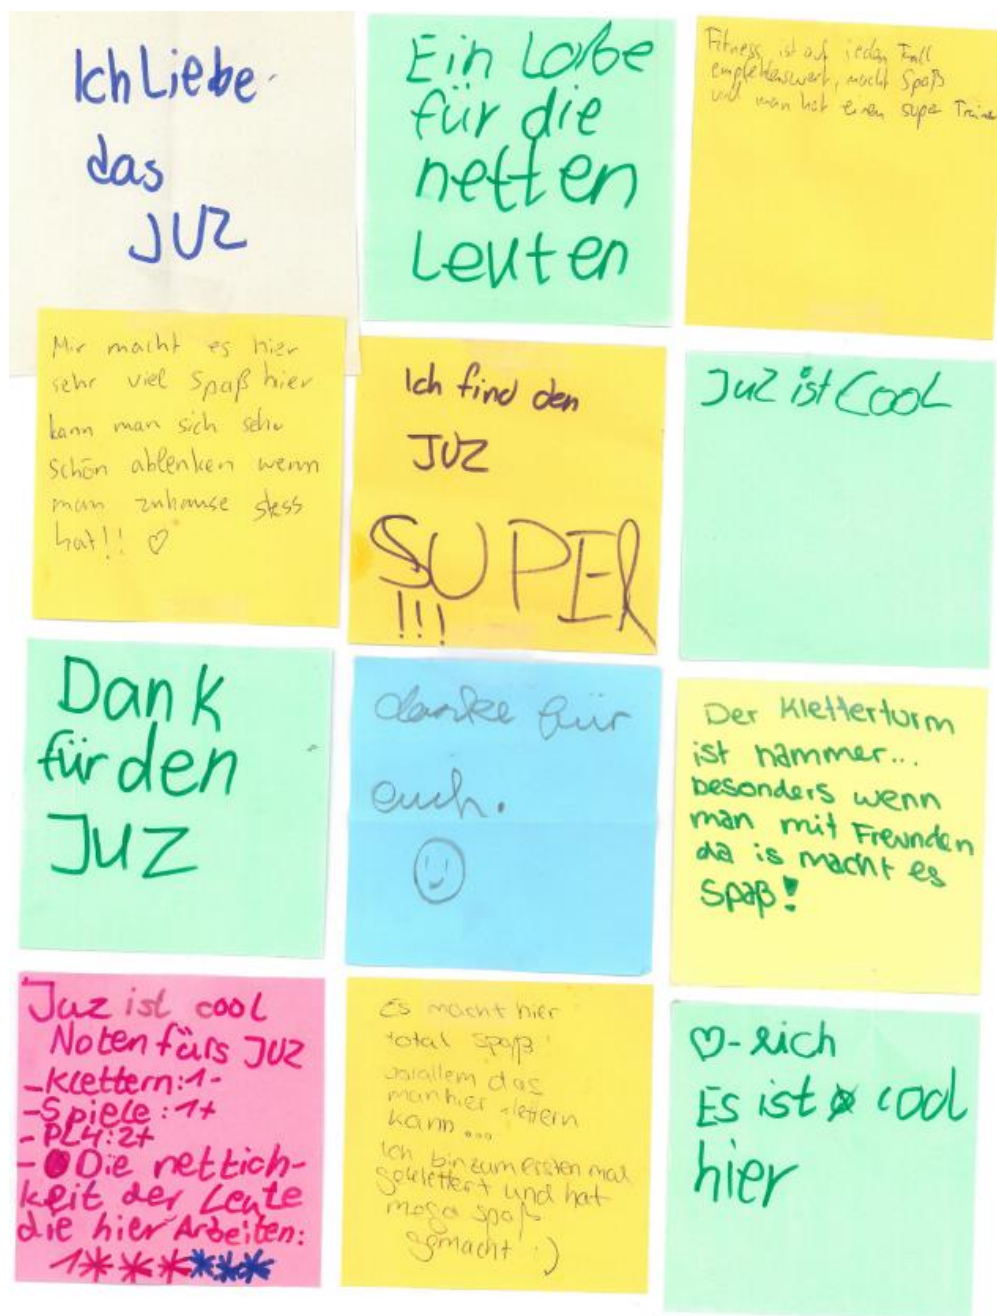 Ich Liebe
das
JUZ
Ein Lobe
für die
netten
Leuten
Fitness ist auf jeden Fall
empfehlenswert, macht Spaß
und man hat einen super Trainer
Mir macht es hier
sehr viel Spaß hier
kann man sich sehr
schön ablenken wenn
man zuhause stess
hat!! ♡
Ich find den
JUZ
SUPER
!!!
JUZ ist Cool
Dank
für den
JUZ
danke für
euch.
Der Kletterturm
ist hammer...
besonders wenn
man mit Freunden
da is macht es
Spaß!
Juz ist cool
Noten fürs JUZ
-Klettern:1-
-Spiele:1+
-PL4:2+
- Die nettich-
keit der Leute
die hier Arbeiten:
1******
Es macht hier
total Spaß!
vorallem das
man hier klettern
kann...
Ich bin zum ersten mal
geklettert und hat
mega spaß
gemacht :)
♡-lich
Es ist cool
hier